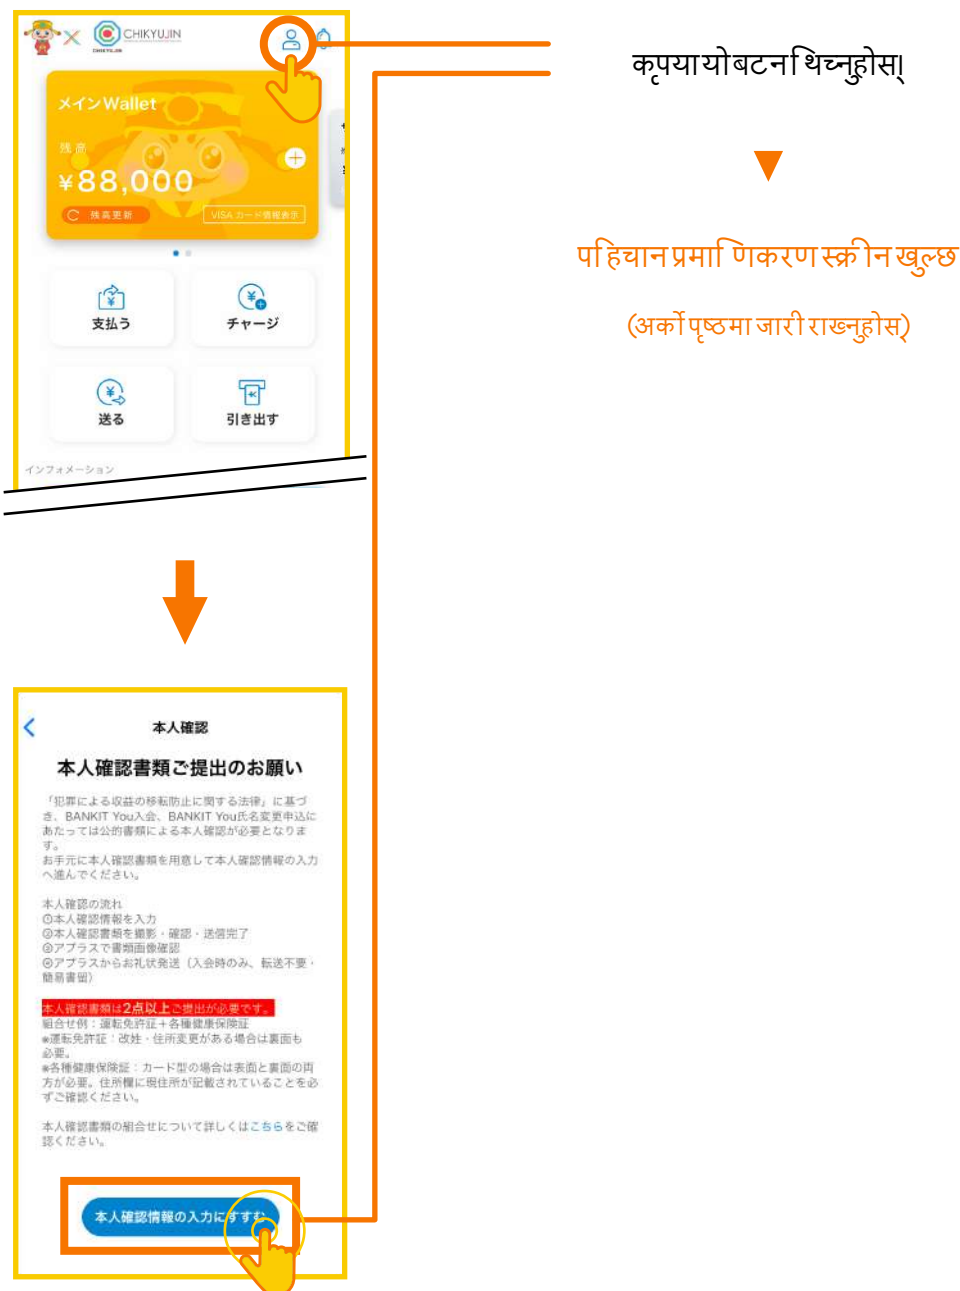 CHIKYUJIN
CHIKYUJIN
メインWallet
残高
¥88,000
残高更新
VISA カード情報表示
支払う
チャージ
送る
引き出す
インフォメーション
कृपया यो बटन थिच्नुहोस्।
पहिचान प्रमाणिकरण स्क्रीन खुल्छ
(अर्को पृष्ठमा जारी राख्नुहोस्)
本人確認
本人確認書類ご提出のお願い
「犯罪による収益の移転防止に関する法律」に基づ
き、BANKIT You入会、BANKIT You氏名変更申込に
あたっては公的書類による本人確認が必要となりま
す。
お手元に本人確認書類を用意して本人確認情報の入力
へ進んでください。
本人確認の流れ
①本人確認情報を入力
②本人確認書類を撮影・確認・送信完了
③アプラスで書類画像確認
④アプラスからお礼状発送（入会時のみ、転送不要・
簡易書留）
本人確認書類は2点以上ご提出が必要です。
組合せ例：運転免許証＋各種健康保険証
※運転免許証：改姓・住所変更がある場合は裏面も
必要。
※各種健康保険証：カード型の場合は表面と裏面の両
方が必要。住所欄に現住所が記載されていることを必
ずご確認ください。
本人確認書類の組合せについて詳しくはこちらをご確
認ください。
本人確認情報の入力にすすむ